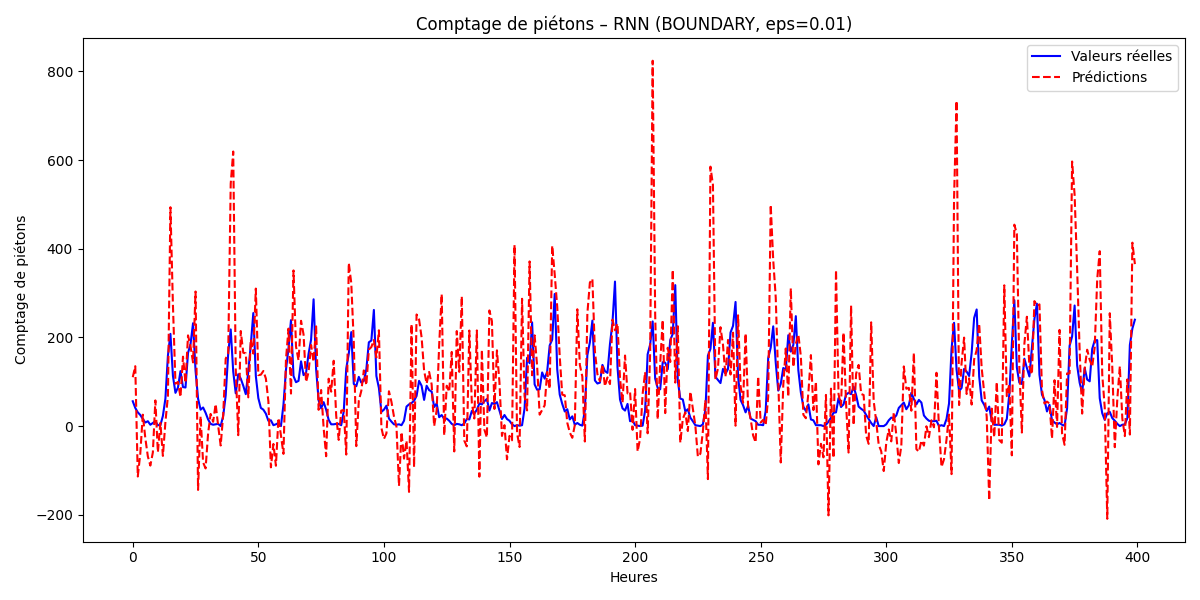 Comptage de piétons – RNN (BOUNDARY, eps=0.01)
Valeurs réelles
Prédictions
Comptage de piétons
800
600
400
200
0
−200
0 50 100 150 200 250 300 350 400
Heures